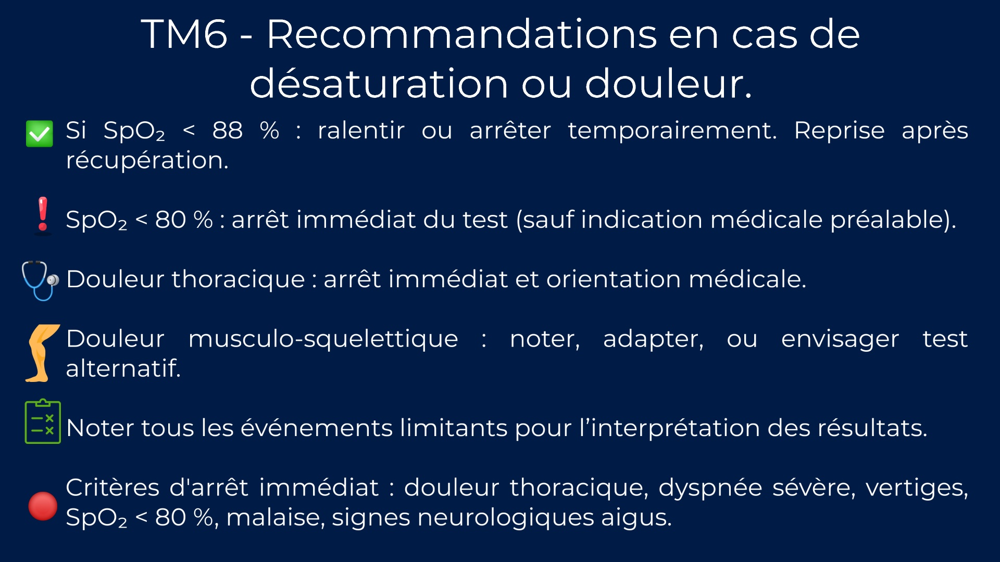 TM6 - Recommandations en cas de
désaturation ou douleur.
Si SpO₂ < 88 % : ralentir ou arrêter temporairement. Reprise après
récupération.
SpO₂ < 80 % : arrêt immédiat du test (sauf indication médicale préalable).
Douleur thoracique : arrêt immédiat et orientation médicale.
Douleur musculo-squelettique : noter, adapter, ou envisager test
alternatif.
Noter tous les événements limitants pour l’interprétation des résultats.
Critères d'arrêt immédiat : douleur thoracique, dyspnée sévère, vertiges,
SpO₂ < 80 %, malaise, signes neurologiques aigus.